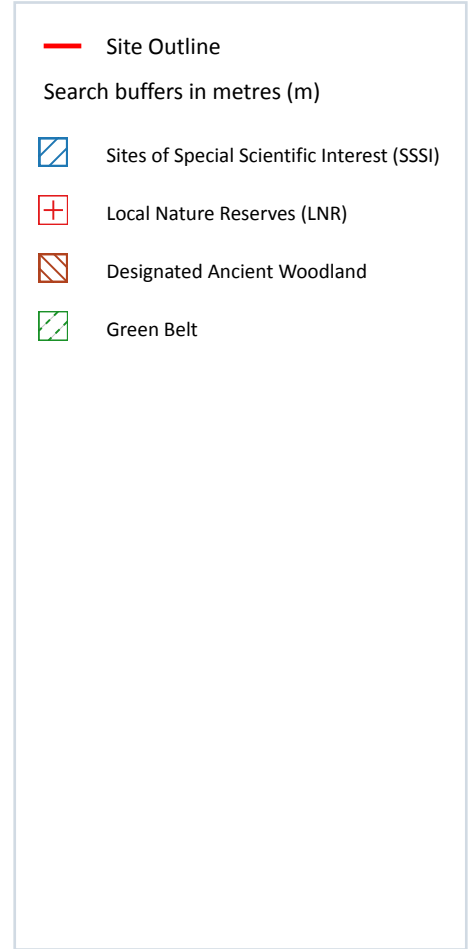 Site Outline
Search buffers in metres (m)
Sites of Special Scientific Interest (SSSI)
Local Nature Reserves (LNR)
Designated Ancient Woodland
Green Belt